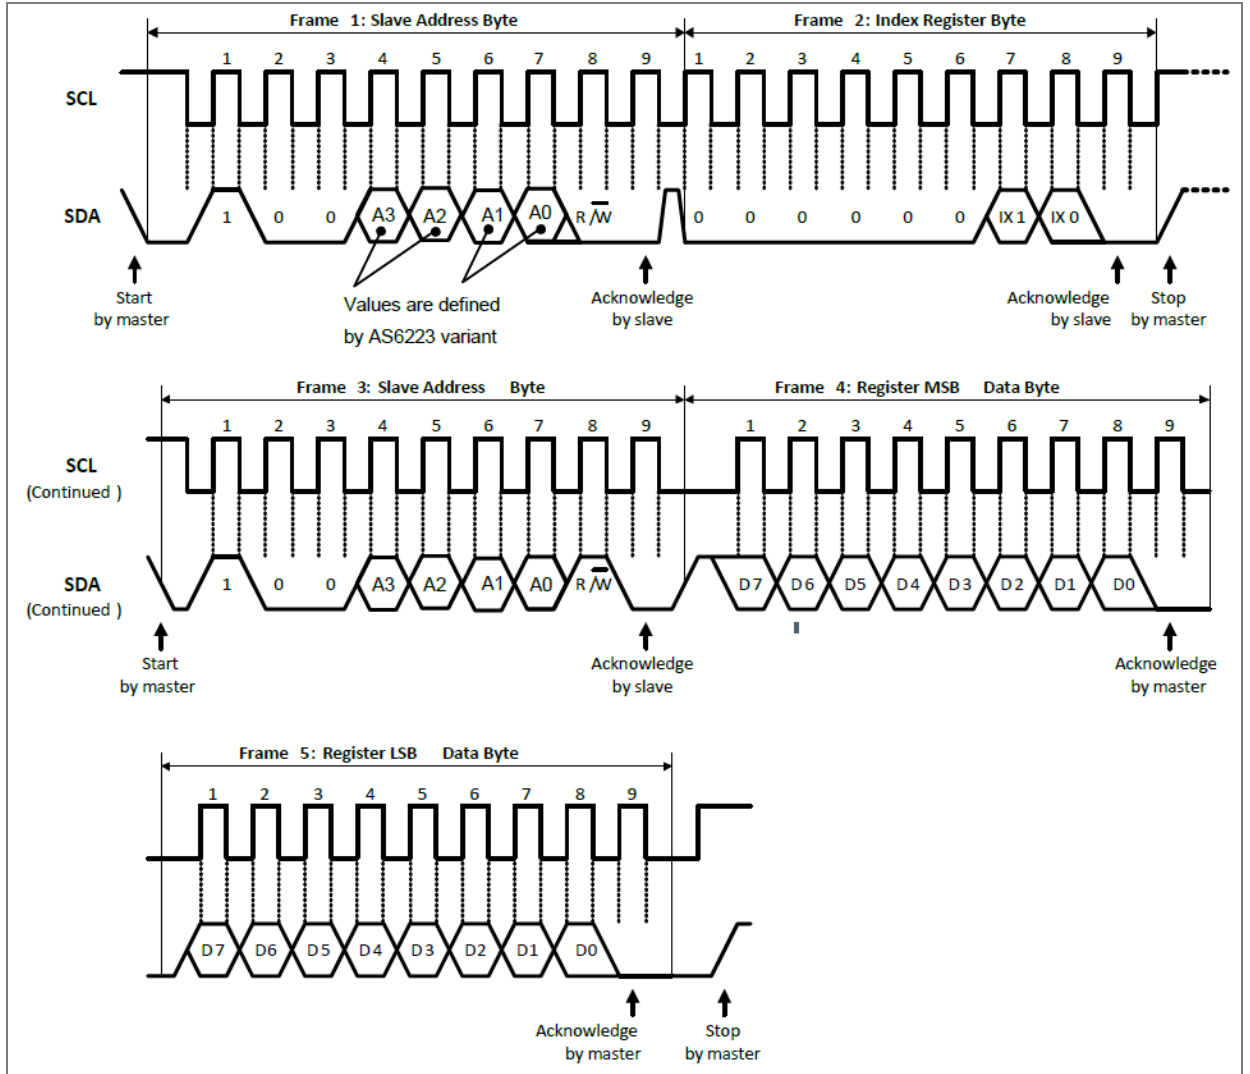 Frame 1: Slave Address Byte Frame 2: Index Register Byte
1 2 3 4 5 6 7 8 9 1 2 3 4 5 6 7 8 9
SCL
SDA 1 0 0 A3 A2 A1 A0 R/W 0 0 0 0 0 0 IX1 IX0
Start Acknowledge Acknowledge Stop
by master by slave by slave by master
Values are defined
by AS6223 variant
Frame 3: Slave Address Byte Frame 4: Register MSB Data Byte
1 2 3 4 5 6 7 8 9 1 2 3 4 5 6 7 8 9
SCL
(Continued )
SDA 1 0 0 A3 A2 A1 A0 R/W D7 D6 D5 D4 D3 D2 D1 D0
(Continued )
Start Acknowledge Acknowledge
by master by slave by master
Frame 5: Register LSB Data Byte
1 2 3 4 5 6 7 8 9
D7 D6 D5 D4 D3 D2 D1 D0
Acknowledge Stop
by master by master